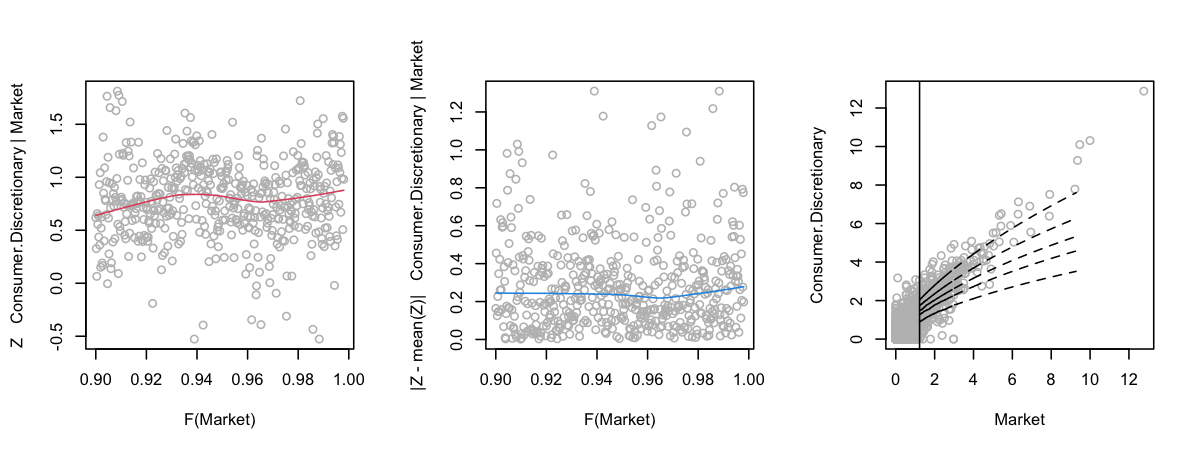 Z Consumer.Discretionary | Market
-0.5 0.0 0.5 1.0 1.5
0.90 0.92 0.94 0.96 0.98 1.00
F(Market)
|Z - mean(Z)| Consumer.Discretionary | Market
0.0 0.2 0.4 0.6 0.8 1.0 1.2
0.90 0.92 0.94 0.96 0.98 1.00
F(Market)
Consumer.Discretionary
0 2 4 6 8 10 12
0 2 4 6 8 10 12
Market